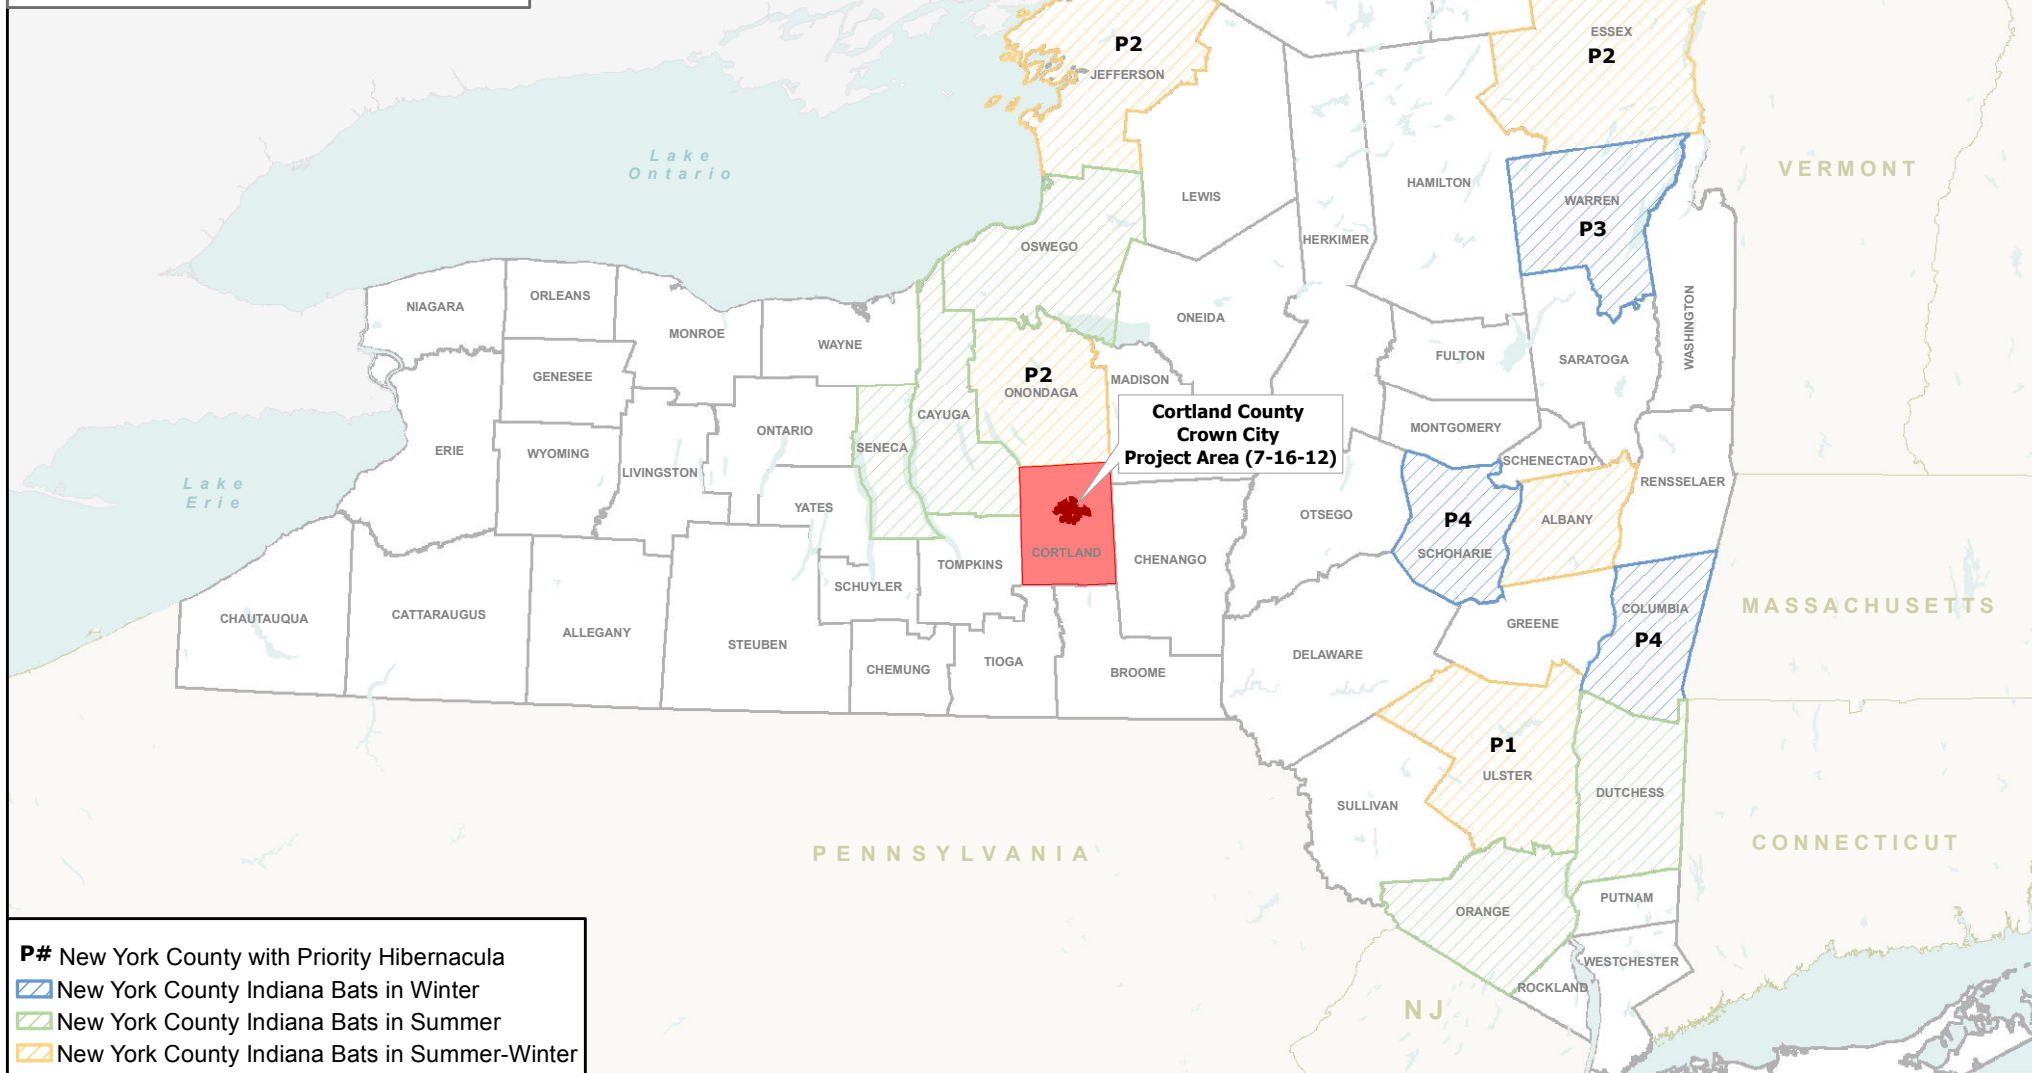 ESSEX
P2
P2
JEFFERSON
Lake
Ontario
VERMONT
HAMILTON
LEWIS
WARREN
P3
HERKIMER
OSWEGO
ORLEANS
NIAGARA
WASHINGTON
ONEIDA
MONROE
WAYNE
FULTON
SARATOGA
GENESEE
P2
ONONDAGA
MADISON
Cortland County
Crown City
Project Area (7-16-12)
CAYUGA
MONTGOMERY
ONTARIO
SENECA
ERIE
WYOMING
SCHENECTADY
LIVINGSTON
RENSSELAER
Lake
Erie
YATES
OTSEGO
P4
SCHOHARIE
ALBANY
CORTLAND
CHENANGO
TOMPKINS
SCHUYLER
MASSACHUSETTS
COLUMBIA
P4
CHAUTAUQUA
CATTARAUGUS
GREENE
ALLEGANY
STEUBEN
DELAWARE
TIOGA
CHEMUNG
BROOME
P1
ULSTER
DUTCHESS
SULLIVAN
CONNECTICUT
PENNSYLVANIA
PUTNAM
ORANGE
WESTCHESTER
ROCKLAND
NJ
P# New York County with Priority Hibernacula
New York County Indiana Bats in Winter
New York County Indiana Bats in Summer
New York County Indiana Bats in Summer-Winter